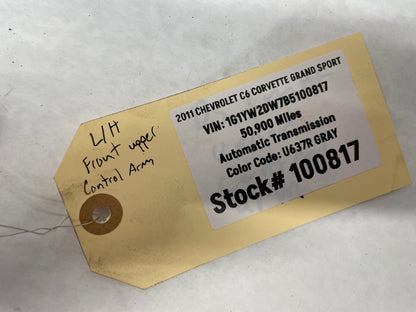 L/H
Front upper
Control Arm
2011 CHEVROLET C6 CORVETTE GRAND SPORT
VIN: 1G1YW2DW7B5100817
50,900 Miles
Automatic Transmission
Color Code: U637R GRAY
Stock# 100817